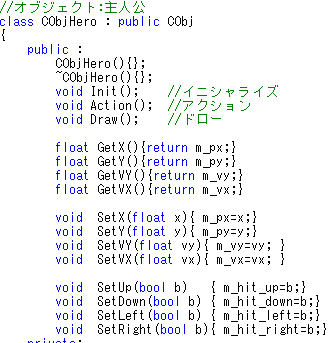 //オブジェクト:主人公
class CObjHero : public CObj
{
public :
CObjHero(){};
~CObjHero(){};
void Init(); //イニシャライズ
void Action(); //アクション
void Draw(); //ドロー
float GetX(){return m_px;}
float GetY(){return m_py;}
float GetVY(){return m_vy;}
float GetVX(){return m_vx;}
void SetX(float x){ m_px=x;}
void SetY(float y){ m_py=y;}
void SetVY(float vy){ m_vy=vy; }
void SetVX(float vx){ m_vx=vx; }
void SetUp(bool b) { m_hit_up=b;}
void SetDown(bool b) { m_hit_down=b;}
void SetLeft(bool b) { m_hit_left=b;}
void SetRight(bool b){ m_hit_right=b;}
private: